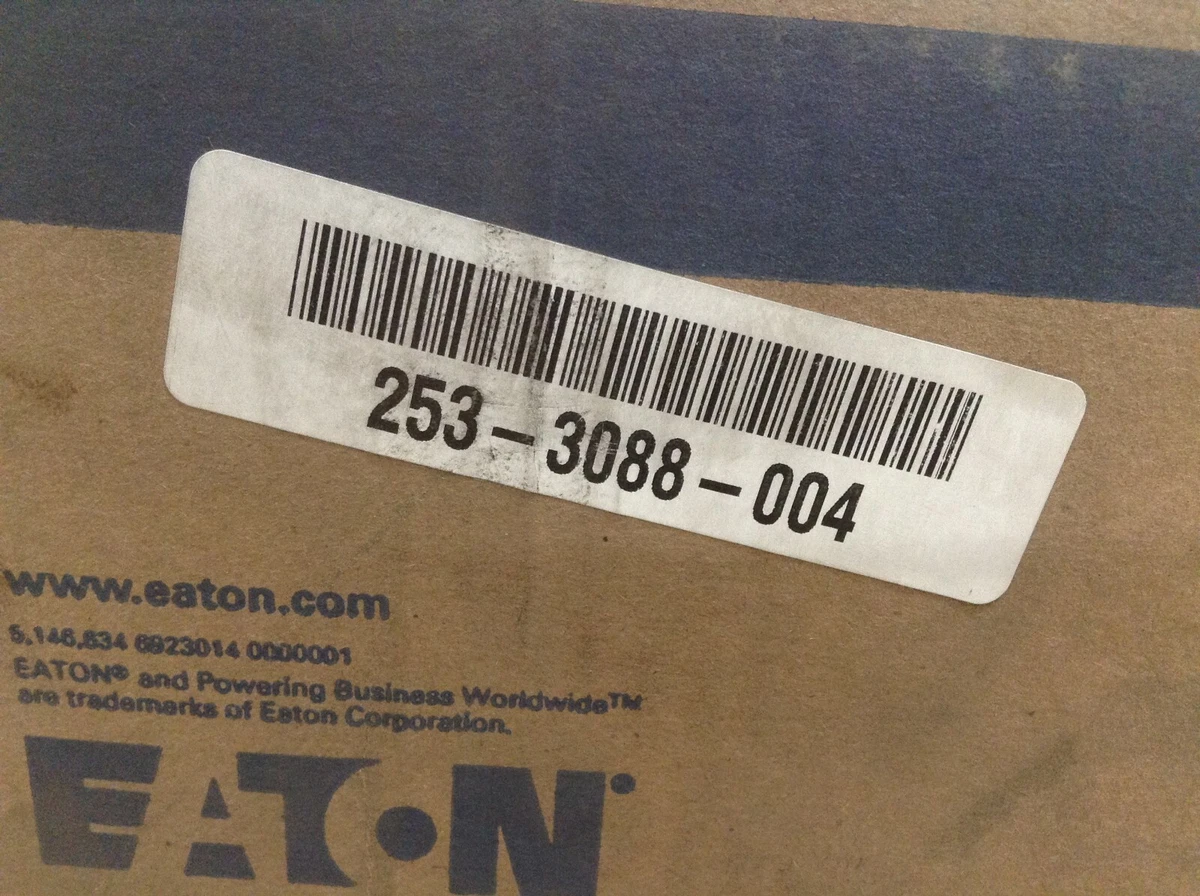 253-3088-004
www.eaton.com
5,146,634 6923014 0000001
EATON® and Powering Business Worldwide™
are trademarks of Eaton Corporation.
EATON